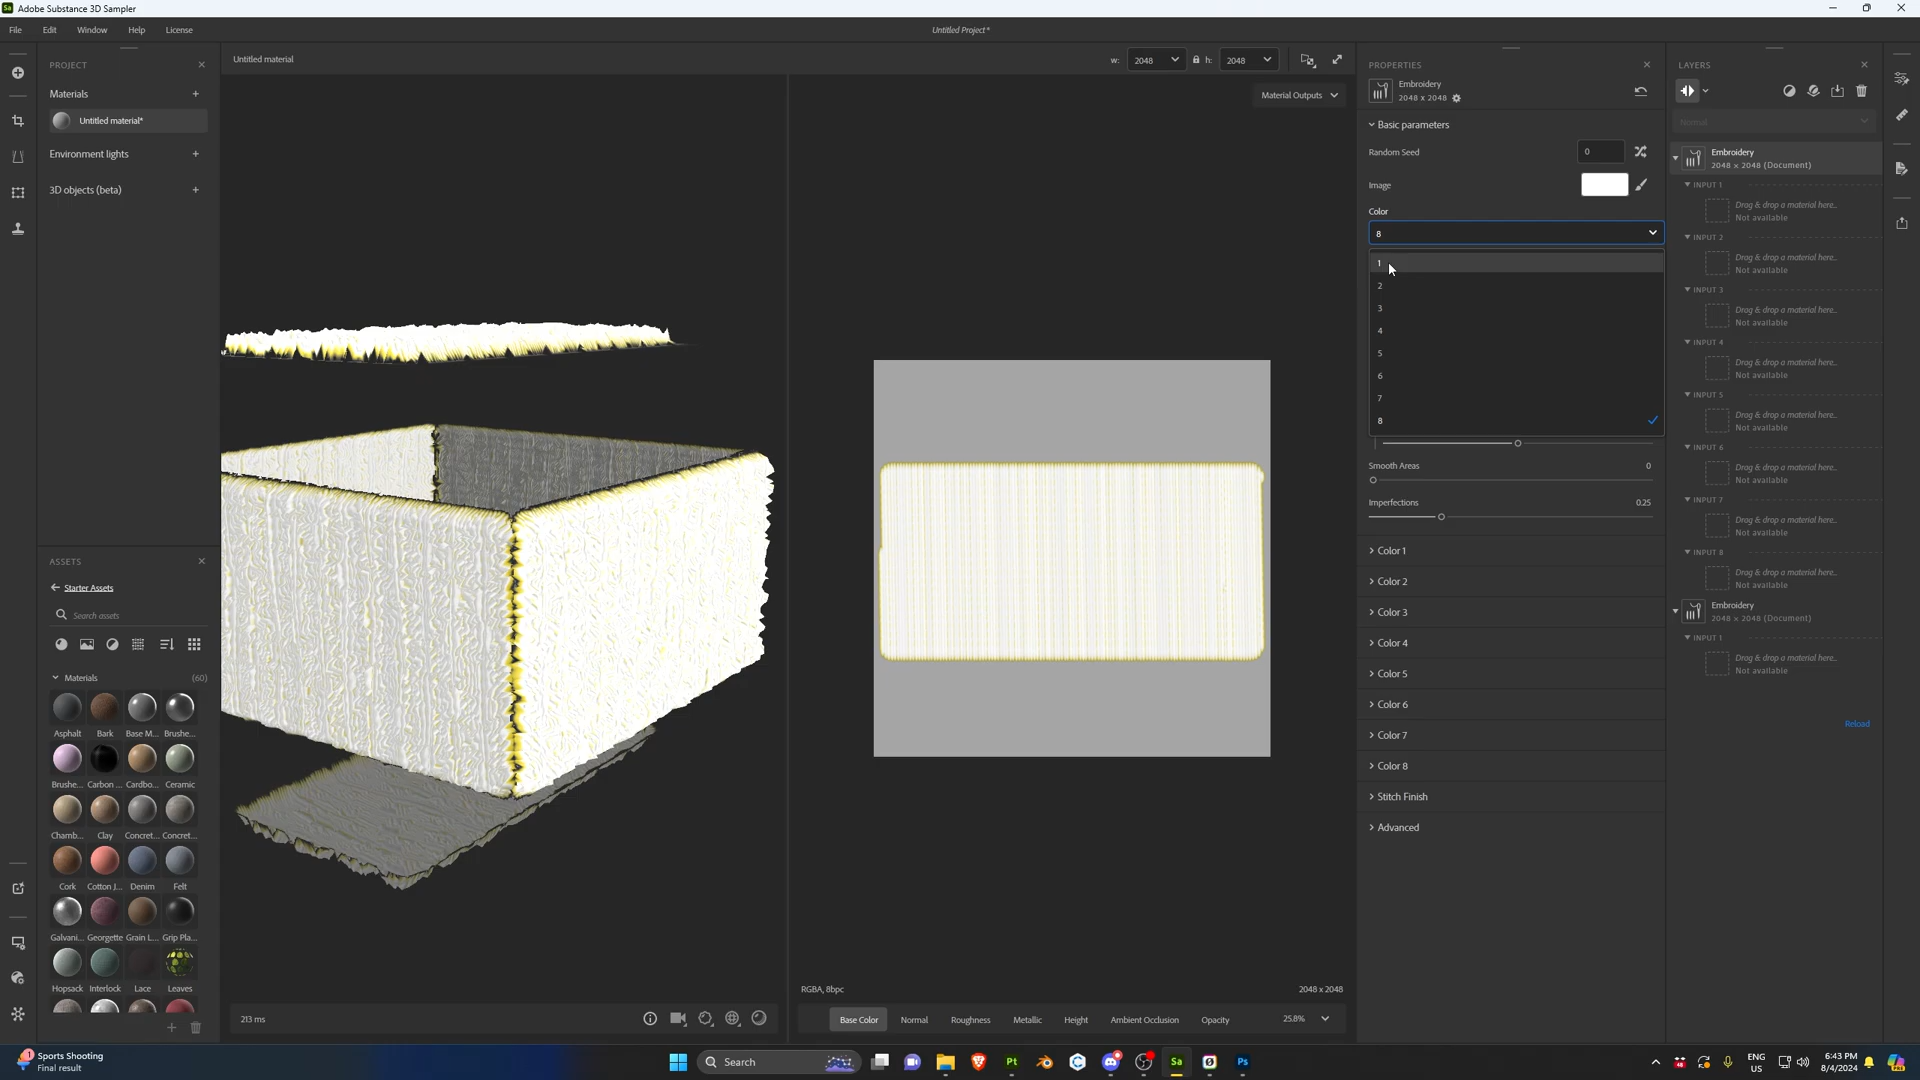 Sa Adobe Substance 3D Sampler
File Edit Window Help License
Untitled Project*
PROJECT
Materials
Untitled material*
Environment lights
3D objects (beta)
ASSETS
Starter Assets
Search assets
Materials (60)
Asphalt Bark Base M... Brushe...
Brushe... Carbon ... Cardbo... Ceramic
Chamb... Clay Concret... Concret...
Cork Cotton J... Denim Felt
Galvani... Georgette Grain L... Grip Pla...
Hopsack Interlock Lace Leaves
Untitled material
w: 2048 h: 2048
Material Outputs
213 ms
RGBA, 8bpc
2048 x 2048
Base Color Normal Roughness Metallic Height Ambient Occlusion Opacity 25.8%
PROPERTIES
Embroidery
2048 x 2048
Basic parameters
Random Seed 0
Image
Color
8
1
2
3
4
5
6
7
8
Smooth Areas 0
Imperfections 0.25
Color 1
Color 2
Color 3
Color 4
Color 5
Color 6
Color 7
Color 8
Stitch Finish
Advanced
LAYERS
Normal
Embroidery
2048 x 2048 (Document)
INPUT 1
Drag & drop a material here...
Not available
INPUT 2
Drag & drop a material here...
Not available
INPUT 3
Drag & drop a material here...
Not available
INPUT 4
Drag & drop a material here...
Not available
INPUT 5
Drag & drop a material here...
Not available
INPUT 6
Drag & drop a material here...
Not available
INPUT 7
Drag & drop a material here...
Not available
INPUT 8
Drag & drop a material here...
Not available
Embroidery
2048 x 2048 (Document)
INPUT 1
Drag & drop a material here...
Not available
Reload
1
Sports Shooting
Final result
Search
Pt
Sa
Ps
ENG
US
6:43 PM
8/4/2024